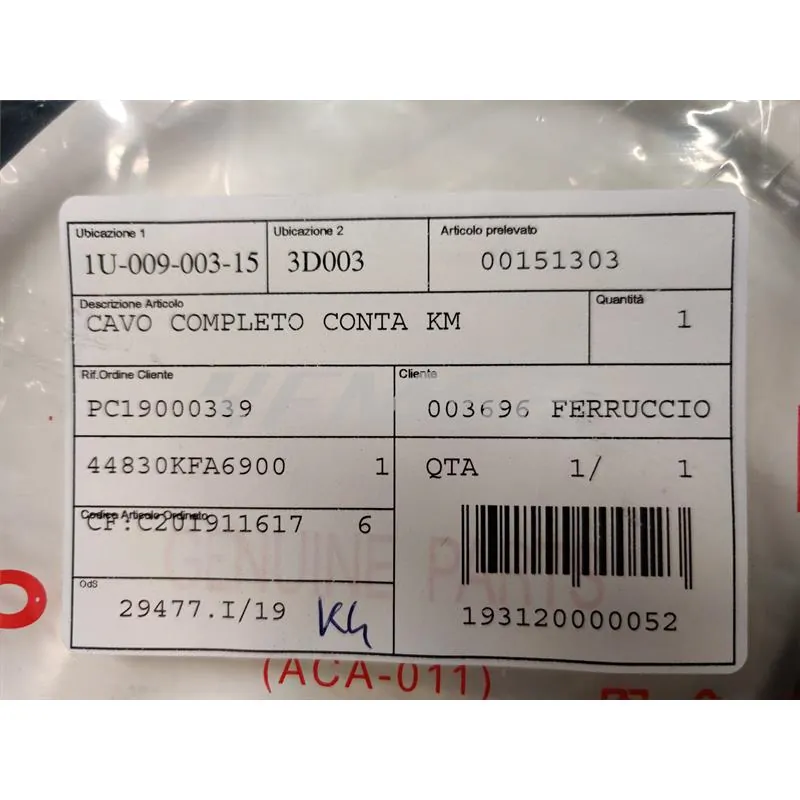 Ubicazione 1
Ubicazione 2
Articolo prelevato
1U-009-003-15
3D003
00151303
Descrizione Articolo
Quantità
CAVO COMPLETO CONTA KM
1
Rif.Ordine Cliente
Cliente
PC19000339
003696 FERRUCCIO
44830KFA6900 1
QTA 1/ 1
Codice Articolo Ordinato
CF:C201911617 6
GENUINE PARTS
OdS
29477.I/19
193120000052
(ACA-011)